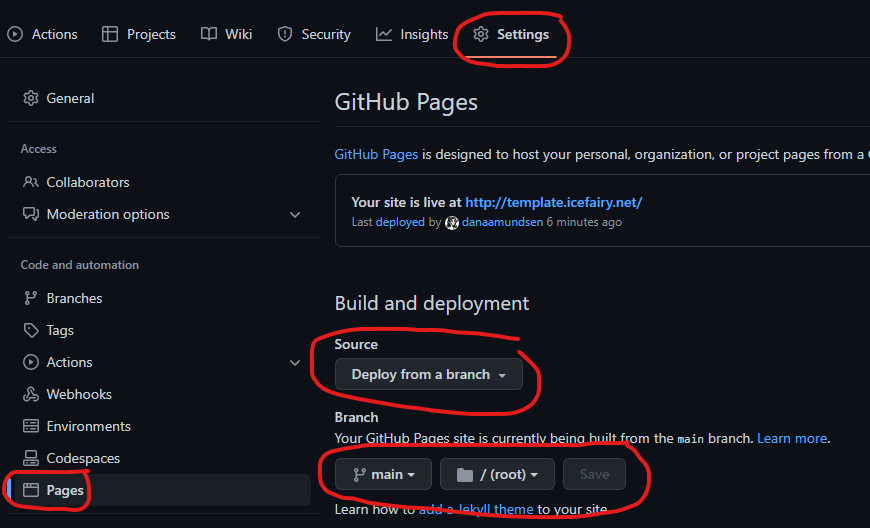 Actions Projects Wiki Security Insights Settings
General
Access
Collaborators
Moderation options
Code and automation
Branches
Tags
Actions
Webhooks
Environments
Codespaces
Pages
GitHub Pages
GitHub Pages is designed to host your personal, organization, or project pages from a
Your site is live at http://template.icefairy.net/
Last deployed by danaamundsen 6 minutes ago
Build and deployment
Source
Deploy from a branch
Branch
Your GitHub Pages site is currently being built from the main branch. Learn more.
main / (root) Save
Learn how to add a Jekyll theme to your site.